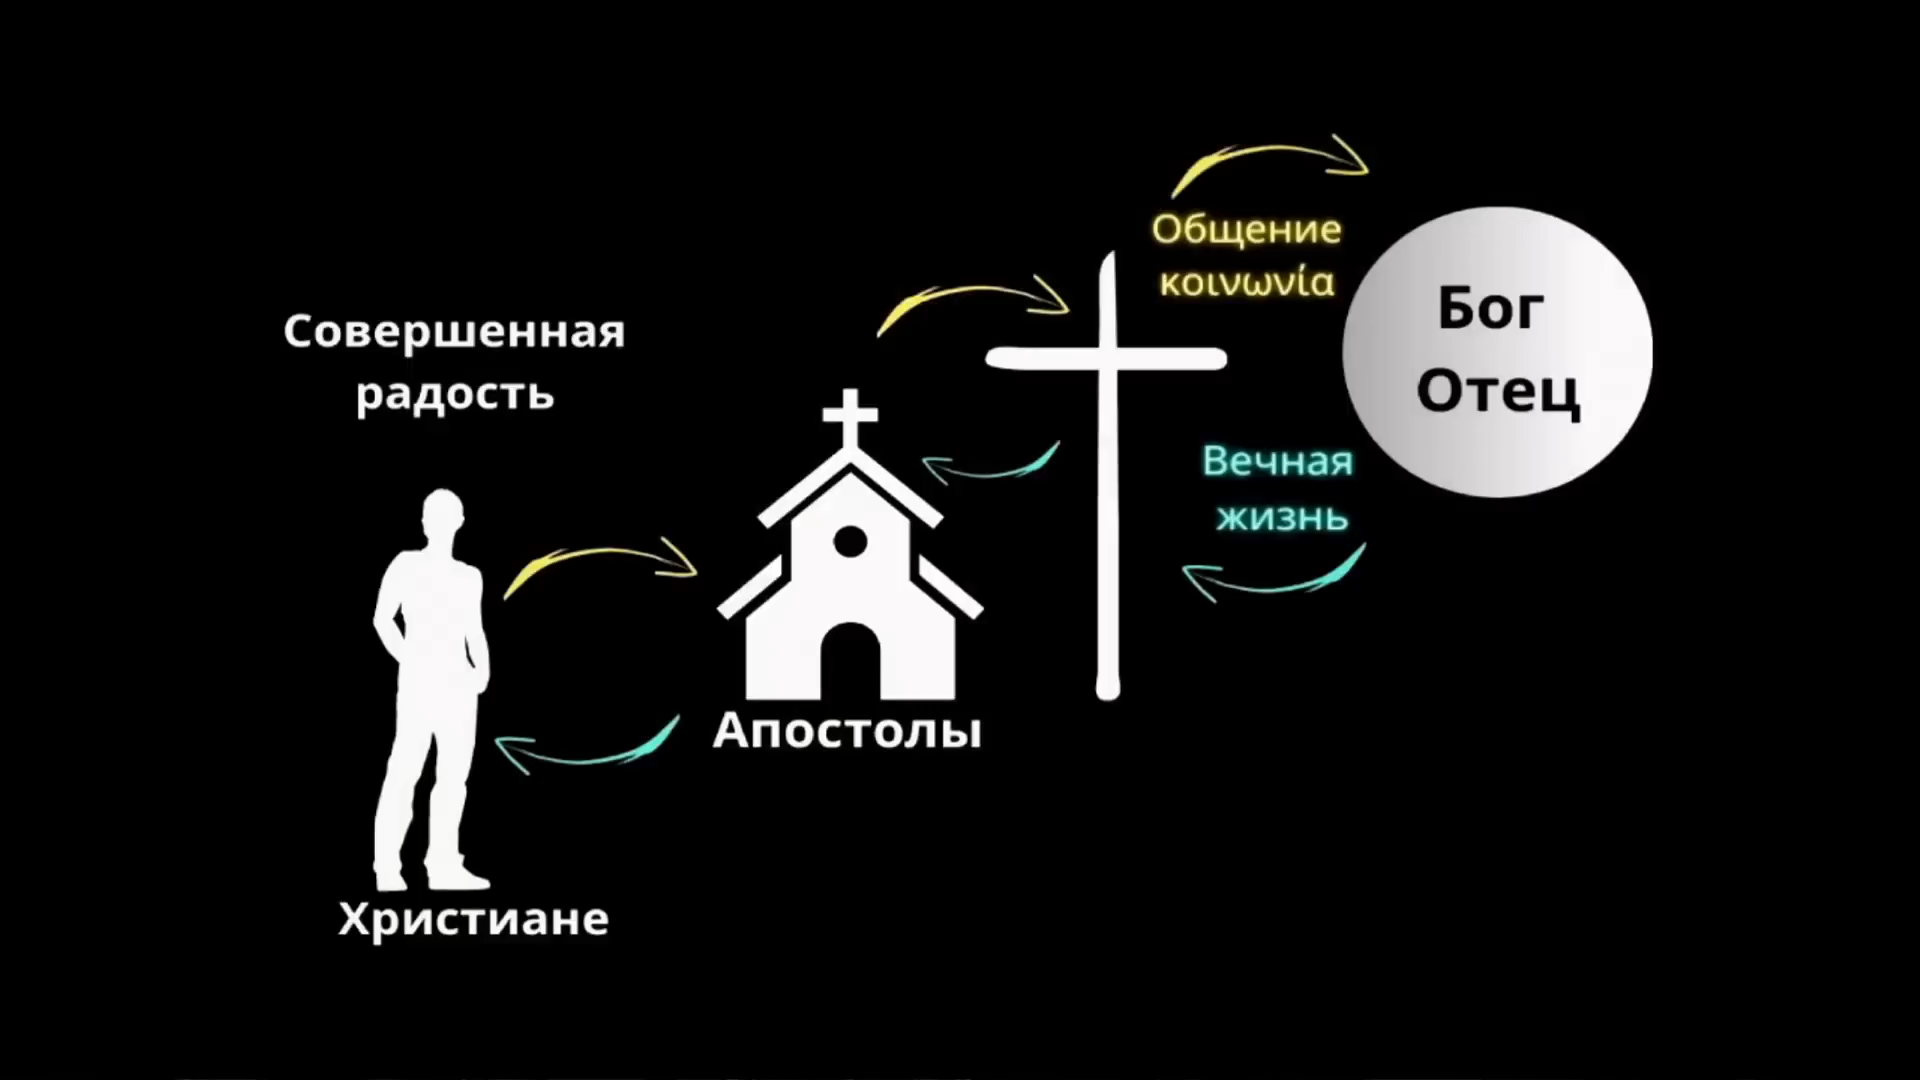 Совершенная
радость
Христиане
Апостолы
Общение
κοινωνία
Вечная
жизнь
Бог
Отец